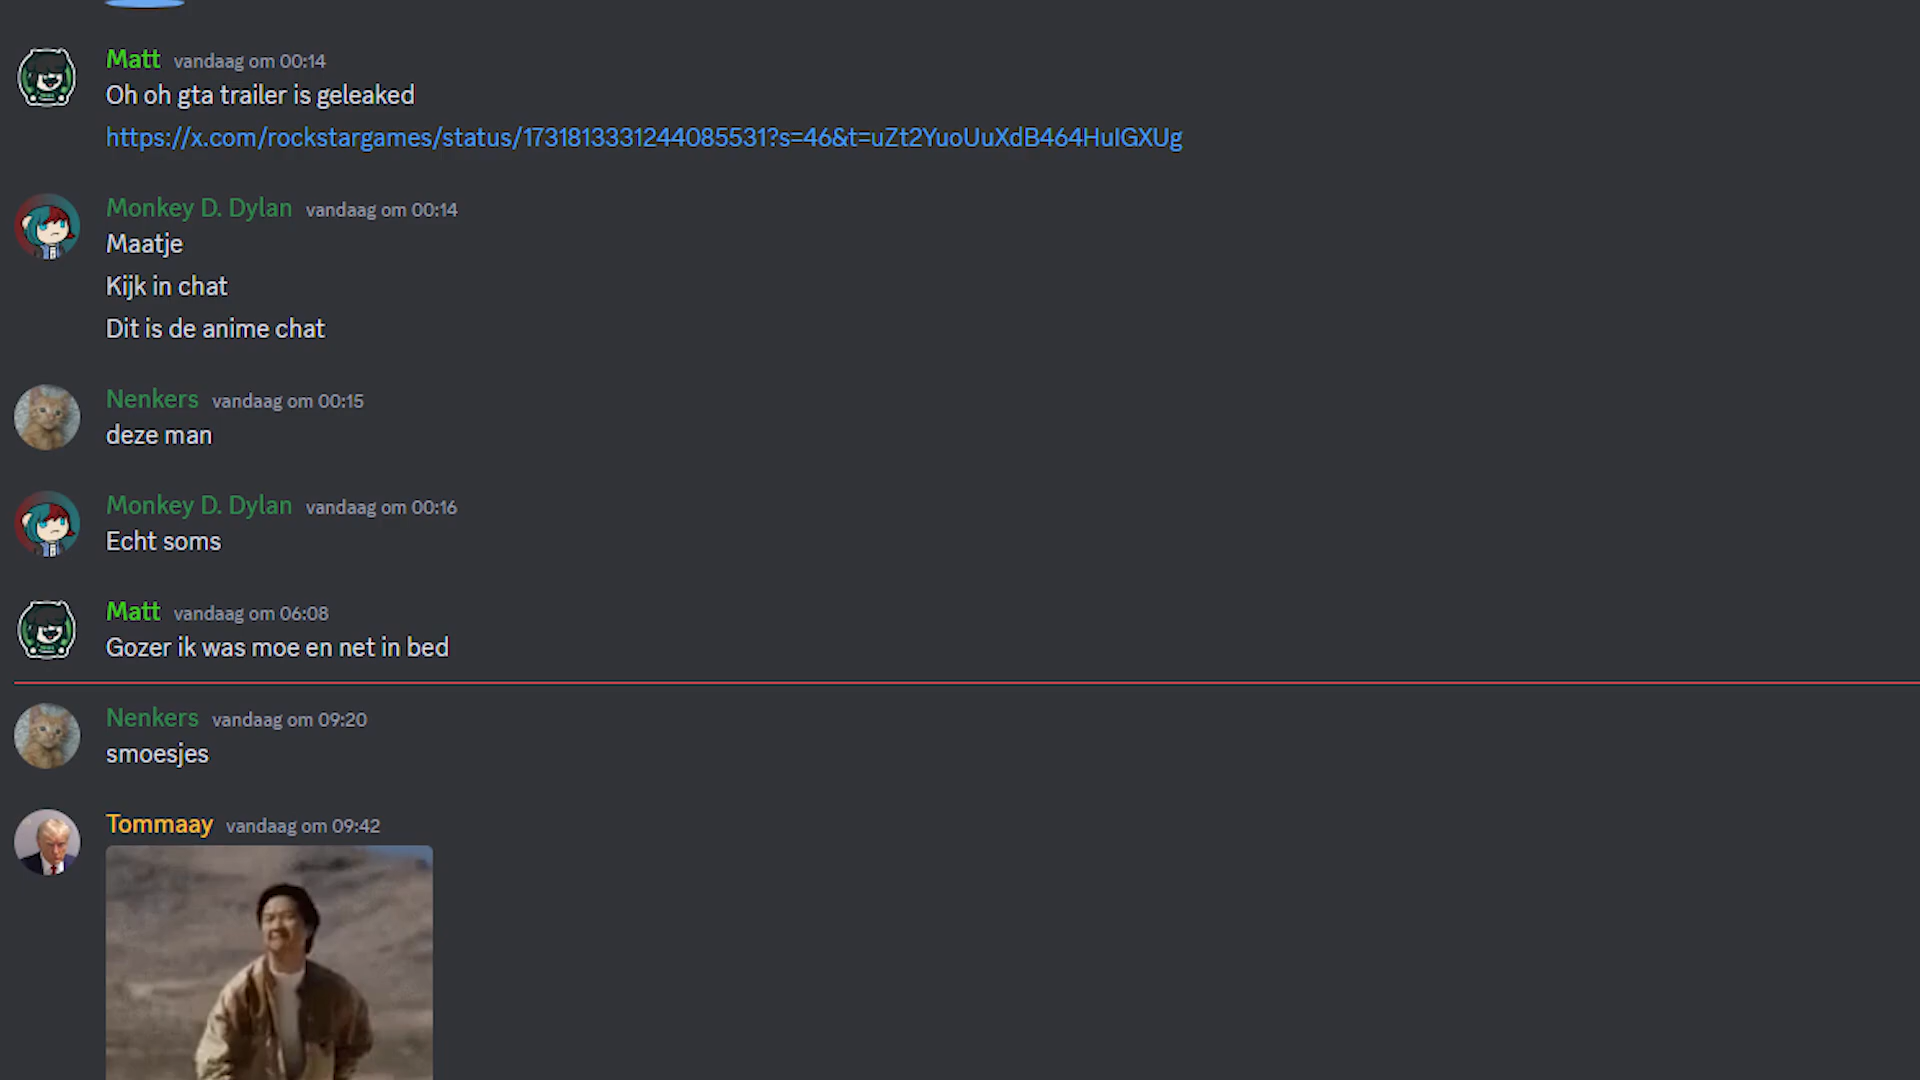 Matt vandaag om 00:14
Oh oh gta trailer is geleaked
https://x.com/rockstargames/status/1731813331244085531?s=46&t=uZt2YuoUuXdB464HuIGXUg
Monkey D. Dylan vandaag om 00:14
Maatje
Kijk in chat
Dit is de anime chat
Nenkers vandaag om 00:15
deze man
Monkey D. Dylan vandaag om 00:16
Echt soms
Matt vandaag om 06:08
Gozer ik was moe en net in bed
Nenkers vandaag om 09:20
smoesjes
Tommaay vandaag om 09:42